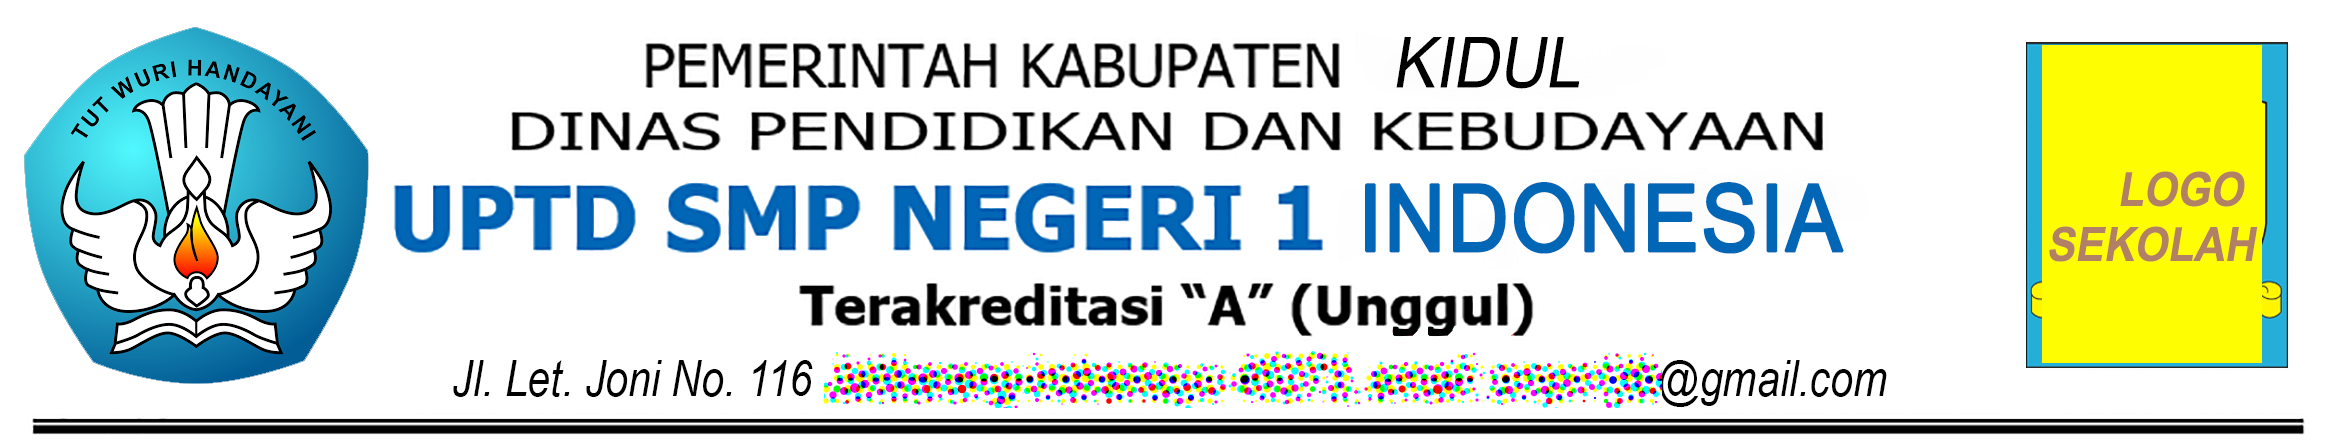 TUT WURI HANDAYANI
PEMERINTAH KABUPATEN KIDUL
DINAS PENDIDIKAN DAN KEBUDAYAAN
UPTD SMP NEGERI 1 INDONESIA
Terakreditasi “A” (Unggul)
Jl. Let. Joni No. 116 @gmail.com
LOGO
SEKOLAH